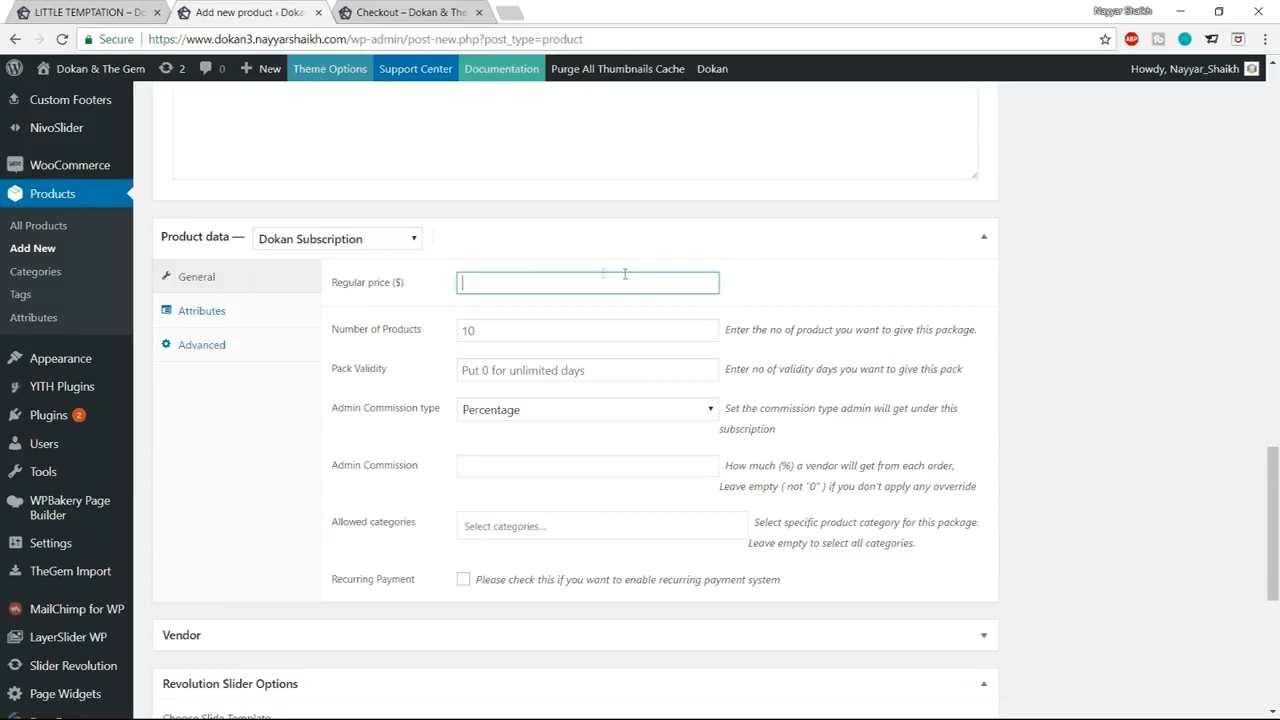 LITTLE TEMPTATION – Do
Add new product ‹ Dokan
Checkout – Dokan & The
Nayyar Shaikh
Secure
https://www.dokan3.nayyarshaikh.com/wp-admin/post-new.php?post_type=product
Dokan & The Gem
2
0
New
Theme Options
Support Center
Documentation
Purge All Thumbnails Cache
Dokan
Howdy, Nayyar_Shaikh
Custom Footers
NivoSlider
WooCommerce
Products
All Products
Add New
Categories
Tags
Attributes
Appearance
YITH Plugins
Plugins 2
Users
Tools
WPBakery Page
Builder
Settings
TheGem Import
MailChimp for WP
LayerSlider WP
Slider Revolution
Page Widgets
Product data —
Dokan Subscription
General
Attributes
Advanced
Regular price ($)
Number of Products
10
Enter the no of product you want to give this package.
Pack Validity
Put 0 for unlimited days
Enter no of validity days you want to give this pack
Admin Commission type
Percentage
Set the commission type admin will get under this
subscription
Admin Commission
How much (%) a vendor will get from each order,
Leave empty ( not "0" ) if you don't apply any ovverride
Allowed categories
Select categories...
Select specific product category for this package.
Leave empty to select all categories.
Recurring Payment
Please check this if you want to enable recurring payment system
Vendor
Revolution Slider Options
Choose Slide Template